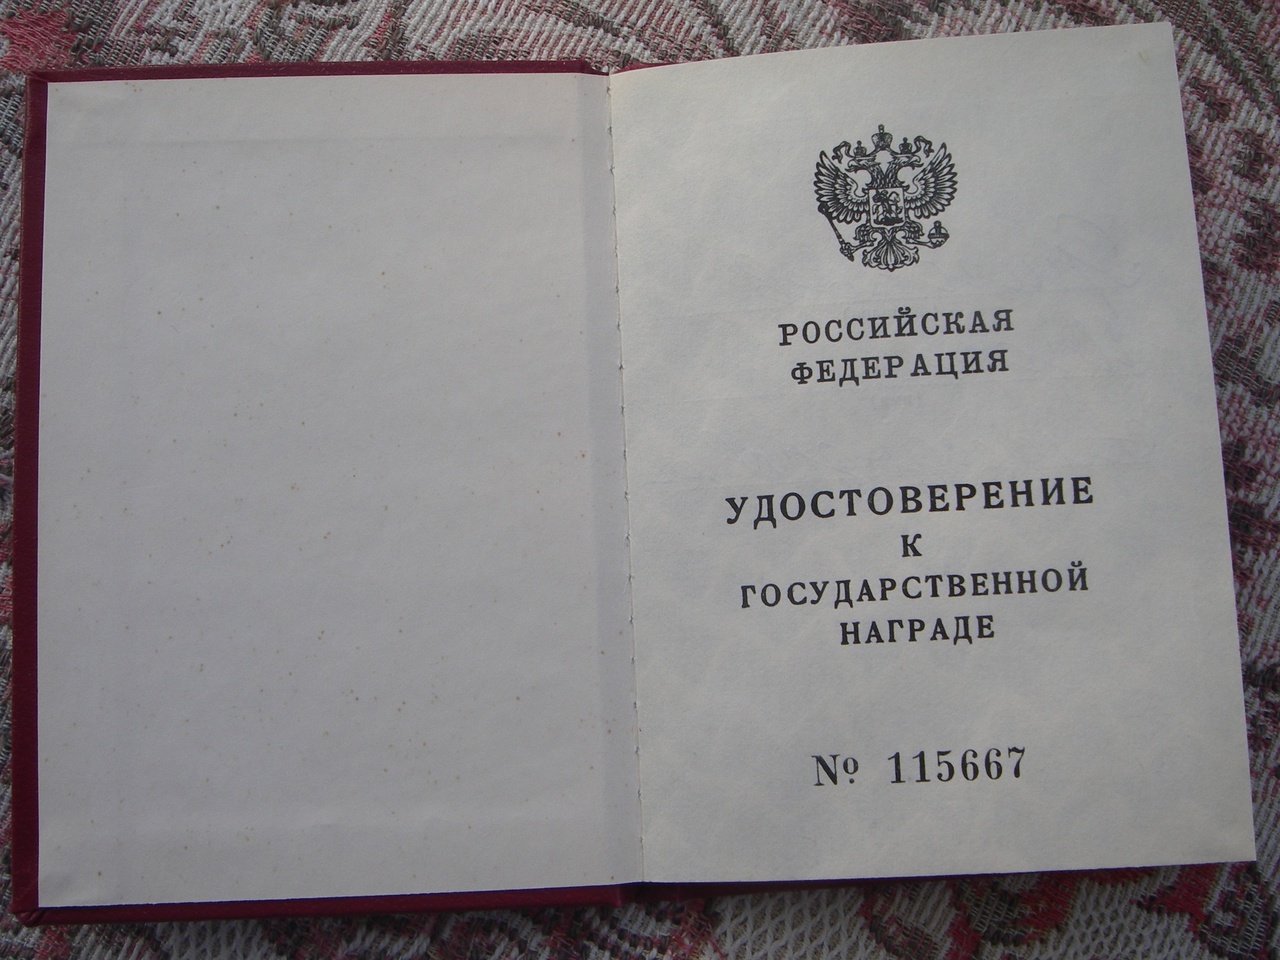 РОССИЙСКАЯ
ФЕДЕРАЦИЯ
УДОСТОВЕРЕНИЕ
К
ГОСУДАРСТВЕННОЙ
НАГРАДЕ
№ 115667